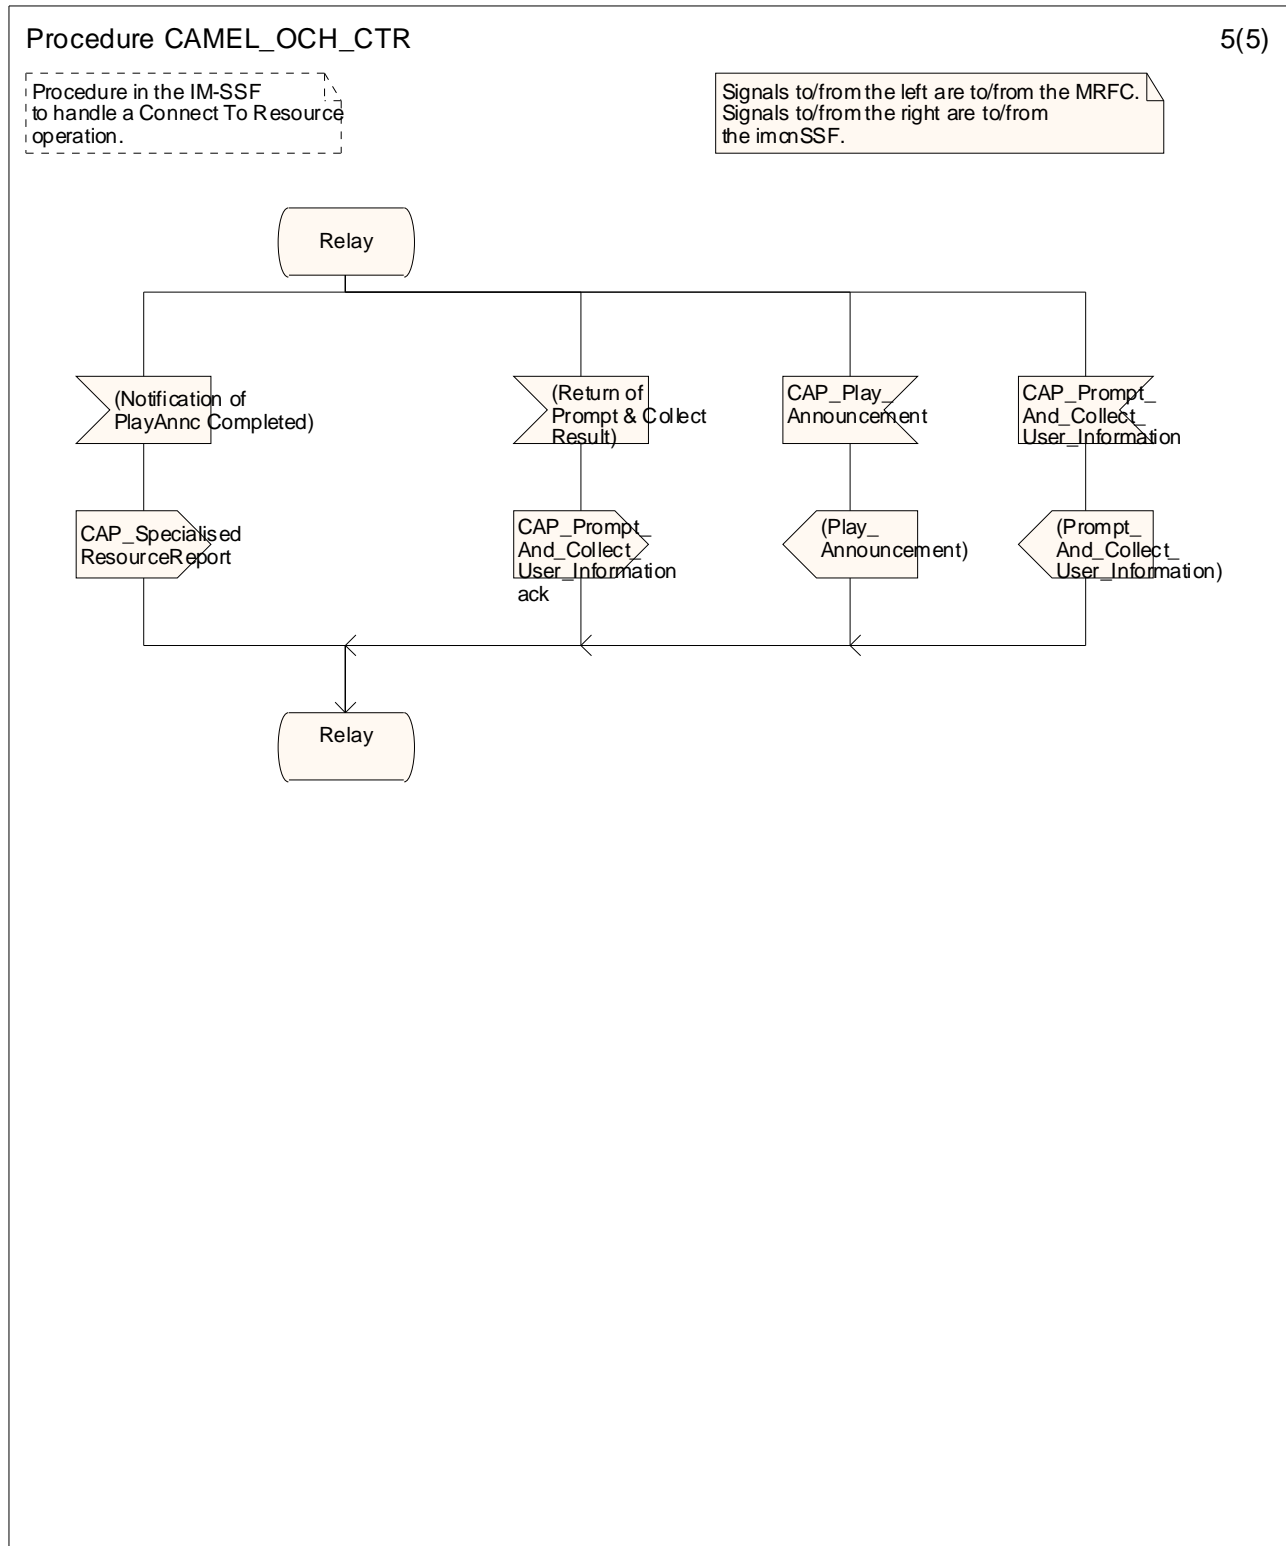 Procedure CAMEL_OCH_CTR
5(5)
Procedure in the IM-SSF
to handle a Connect To Resource
operation.
Signals to/from the left are to/from the MRFC.
Signals to/from the right are to/from
the imcnSSF.
Relay
(Notification of
PlayAnnc Completed)
(Return of
Prompt & Collect
Result)
CAP_Play_
Announcement
CAP_Prompt_
And_Collect_
User_Information
CAP_Specialised
ResourceReport
CAP_Prompt_
And_Collect_
User_Information
ack
(Play_
Announcement)
(Prompt_
And_Collect_
User_Information)
Relay